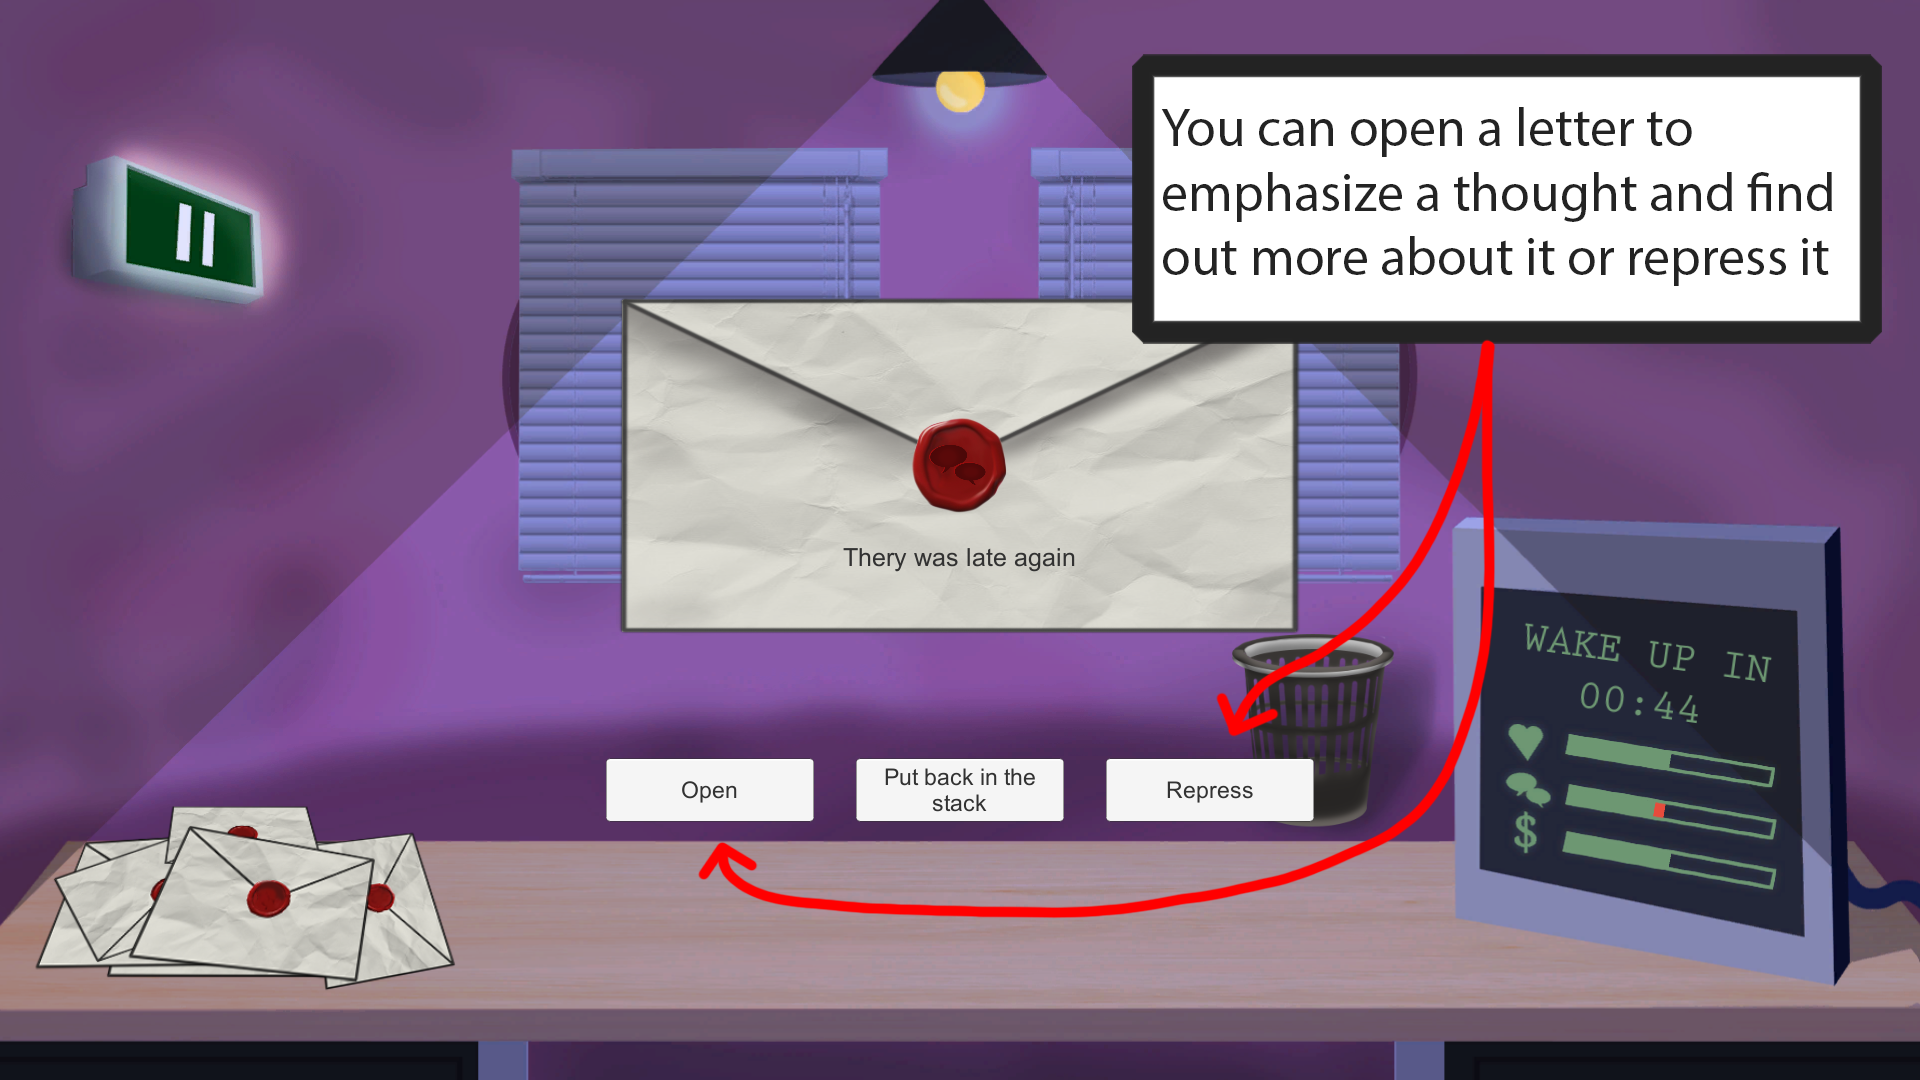 You can open a letter to
emphasize a thought and find
out more about it or repress it
Thery was late again
WAKE UP IN
00:44
$
Open
Put back in the
stack
Repress